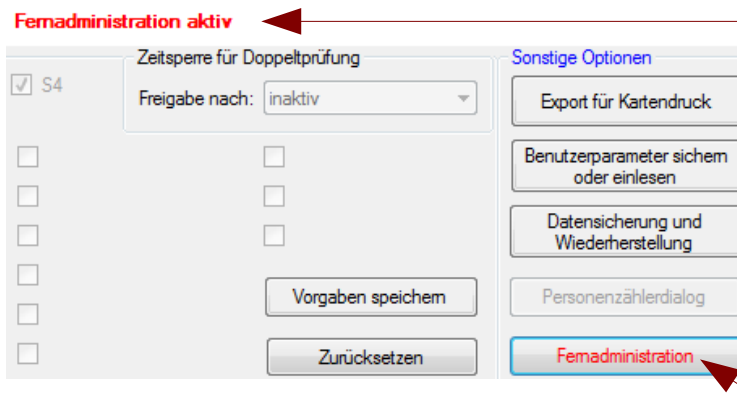 Fernadministration aktiv
Zeitsperre für Doppeltprüfung
S4
Freigabe nach: inaktiv
Vorgaben speichern
Zurücksetzen
Sonstige Optionen
Export für Kartendruck
Benutzerparameter sichern
oder einlesen
Datensicherung und
Wiederherstellung
Personenzählerdialog
Fernadministration